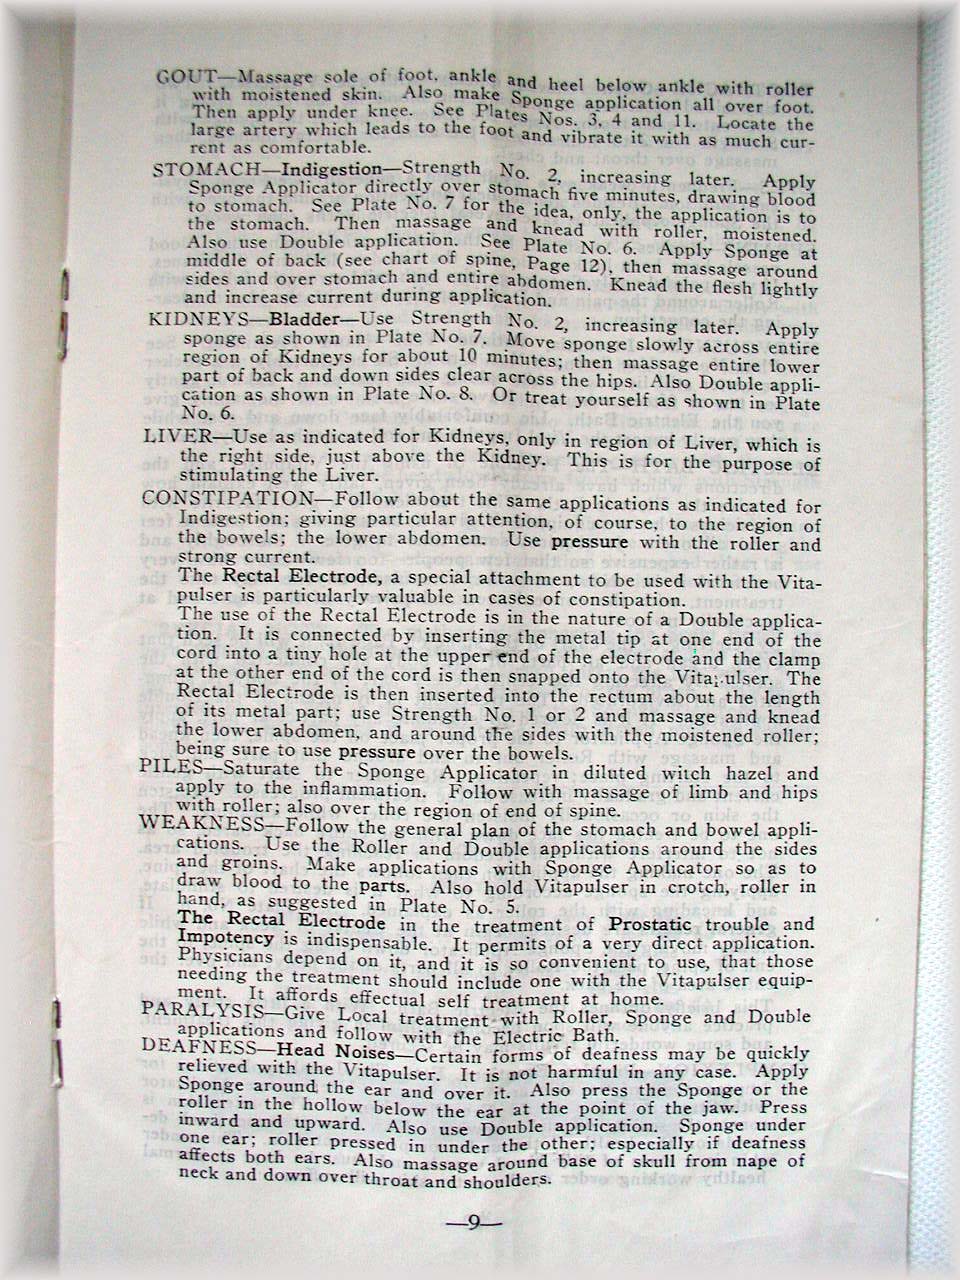 GOUT—Massage sole of foot, ankle and heel below ankle with roller
with moistened skin. Also make Sponge application all over foot.
Then apply under knee. See Plates Nos. 3, 4 and 11. Locate the
large artery which leads to the foot and vibrate it with as much cur-
rent as comfortable.
STOMACH—Indigestion—Strength No. 2, increasing later. Apply
Sponge Applicator directly over stomach five minutes, drawing blood
to stomach. See Plate No. 7 for the idea, only, the application is to
the stomach. Then massage and knead with roller, moistened.
Also use Double application. See Plate No. 6. Apply Sponge at
middle of back (see chart of spine, Page 12), then massage around
sides and over stomach and entire abdomen. Knead the flesh lightly
and increase current during application.
KIDNEYS—Bladder—Use Strength No. 2, increasing later. Apply
sponge as shown in Plate No. 7. Move sponge slowly across entire
region of Kidneys for about 10 minutes; then massage entire lower
part of back and down sides clear across the hips. Also Double appli-
cation as shown in Plate No. 8. Or treat yourself as shown in Plate
No. 6.
LIVER—Use as indicated for Kidneys, only in region of Liver, which is
the right side, just above the Kidney. This is for the purpose of
stimulating the Liver.
CONSTIPATION—Follow about the same applications as indicated for
Indigestion; giving particular attention, of course, to the region of
the bowels; the lower abdomen. Use pressure with the roller and
strong current.
The Rectal Electrode, a special attachment to be used with the Vita-
pulser is particularly valuable in cases of constipation.
The use of the Rectal Electrode is in the nature of a Double applica-
tion. It is connected by inserting the metal tip at one end of the
cord into a tiny hole at the upper end of the electrode and the clamp
at the other end of the cord is then snapped onto the Vitapulser. The
Rectal Electrode is then inserted into the rectum about the length
of its metal part; use Strength No. 1 or 2 and massage and knead
the lower abdomen, and around the sides with the moistened roller;
being sure to use pressure over the bowels.
PILES—Saturate the Sponge Applicator in diluted witch hazel and
apply to the inflammation. Follow with massage of limb and hips
with roller; also over the region of end of spine.
WEAKNESS—Follow the general plan of the stomach and bowel appli-
cations. Use the Roller and Double applications around the sides
and groins. Make applications with Sponge Applicator so as to
draw blood to the parts. Also hold Vitapulser in crotch, roller in
hand, as suggested in Plate No. 5.
The Rectal Electrode in the treatment of Prostatic trouble and
Impotency is indispensable. It permits of a very direct application.
Physicians depend on it, and it is so convenient to use, that those
needing the treatment should include one with the Vitapulser equip-
ment. It affords effectual self treatment at home.
PARALYSIS—Give Local treatment with Roller, Sponge and Double
applications and follow with the Electric Bath.
DEAFNESS—Head Noises—Certain forms of deafness may be quickly
relieved with the Vitapulser. It is not harmful in any case. Apply
Sponge around the ear and over it. Also press the Sponge or the
roller in the hollow below the ear at the point of the jaw. Press
inward and upward. Also use Double application. Sponge under
one ear; roller pressed in under the other; especially if deafness
affects both ears. Also massage around base of skull from nape of
neck and down over throat and shoulders.
—9—